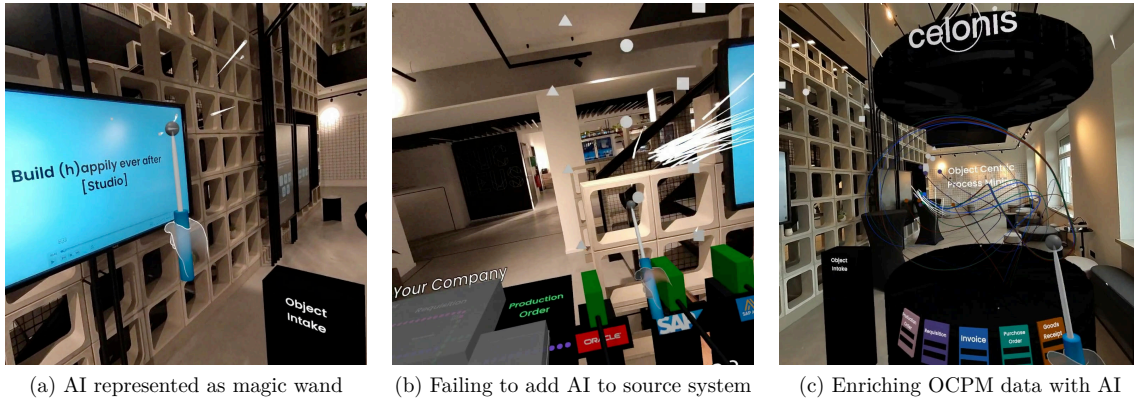 Build (h)appily ever after
[Studio]
Object
Intake
Your Company
Production
Order
ORACLE
SAP
celonis
Object Centric
Process Mining
Object
Intake
Requisition
Invoice
Purchase
Order
Goods
Receipt
(a) AI represented as magic wand
(b) Failing to add AI to source system
(c) Enriching OCPM data with AI